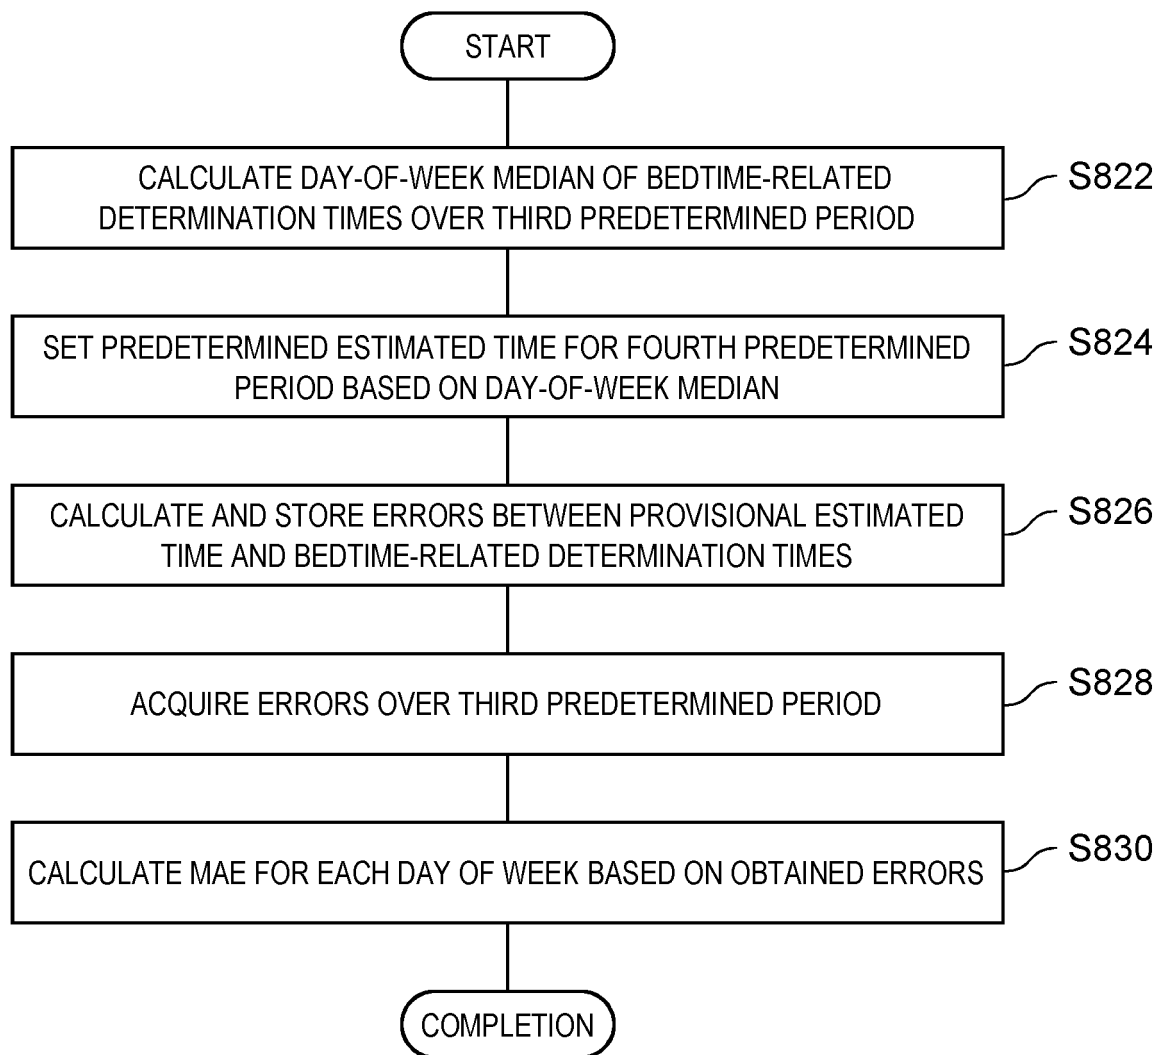 START
CALCULATE DAY-OF-WEEK MEDIAN OF BEDTIME-RELATED
DETERMINATION TIMES OVER THIRD PREDETERMINED PERIOD
S822
SET PREDETERMINED ESTIMATED TIME FOR FOURTH PREDETERMINED
PERIOD BASED ON DAY-OF-WEEK MEDIAN
S824
CALCULATE AND STORE ERRORS BETWEEN PROVISIONAL ESTIMATED
TIME AND BEDTIME-RELATED DETERMINATION TIMES
S826
ACQUIRE ERRORS OVER THIRD PREDETERMINED PERIOD
S828
CALCULATE MAE FOR EACH DAY OF WEEK BASED ON OBTAINED ERRORS
S830
COMPLETION